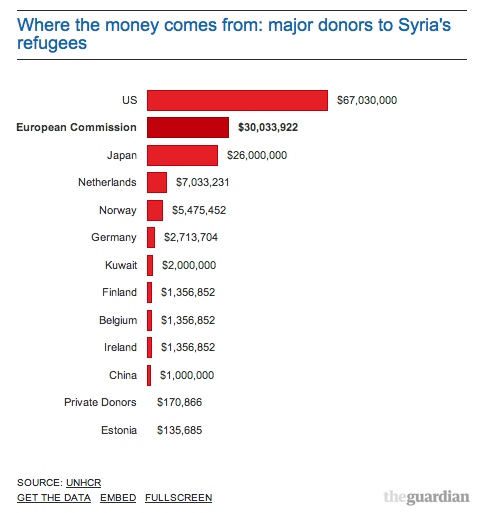 Where the money comes from: major donors to Syria's
refugees
US $67,030,000
European Commission $30,033,922
Japan $26,000,000
Netherlands $7,033,231
Norway $5,475,452
Germany $2,713,704
Kuwait $2,000,000
Finland $1,356,852
Belgium $1,356,852
Ireland $1,356,852
China $1,000,000
Private Donors $170,866
Estonia $135,685
SOURCE: UNHCR
GET THE DATA EMBED FULLSCREEN
theguardian